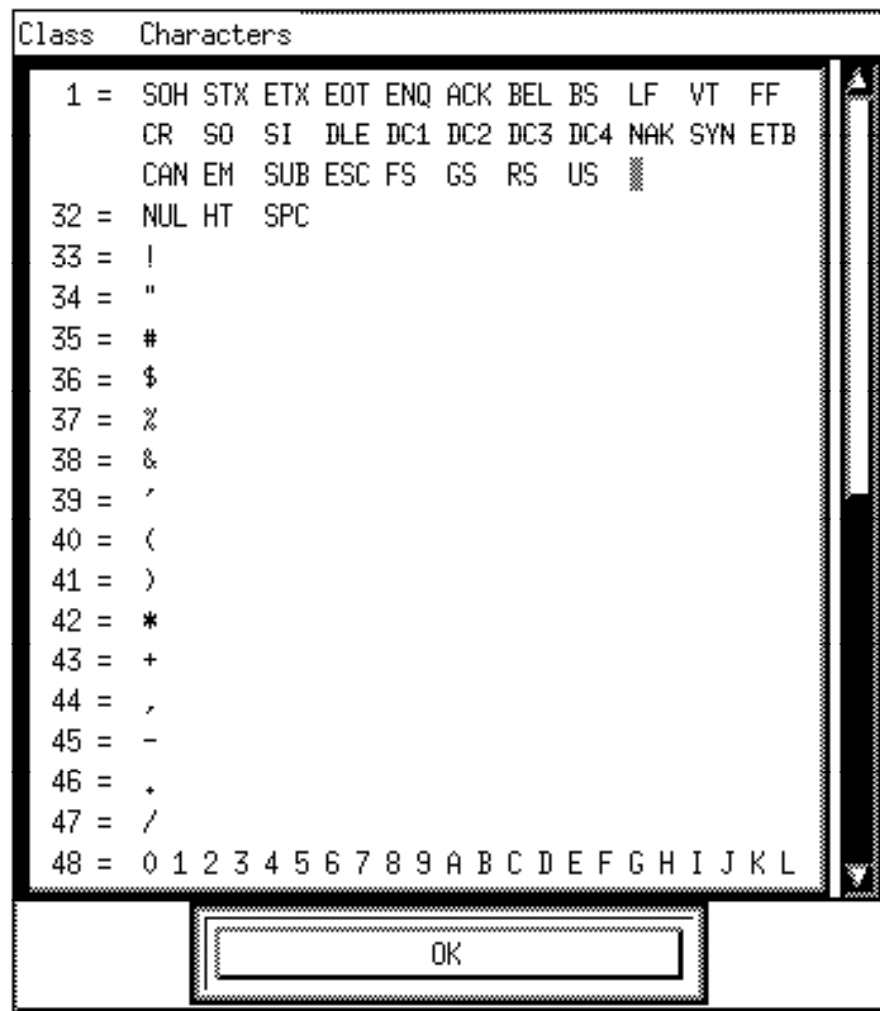 Class Characters
1 = SOH STX ETX EOT ENQ ACK BEL BS LF VT FF
CR SO SI DLE DC1 DC2 DC3 DC4 NAK SYN ETB
CAN EM SUB ESC FS GS RS US ▒
32 = NUL HT SPC
33 = !
34 = "
35 = #
36 = $
37 = %
38 = &
39 = ′
40 = (
41 = )
42 = *
43 = +
44 = ,
45 = -
46 = .
47 = /
48 = 0 1 2 3 4 5 6 7 8 9 A B C D E F G H I J K L
OK